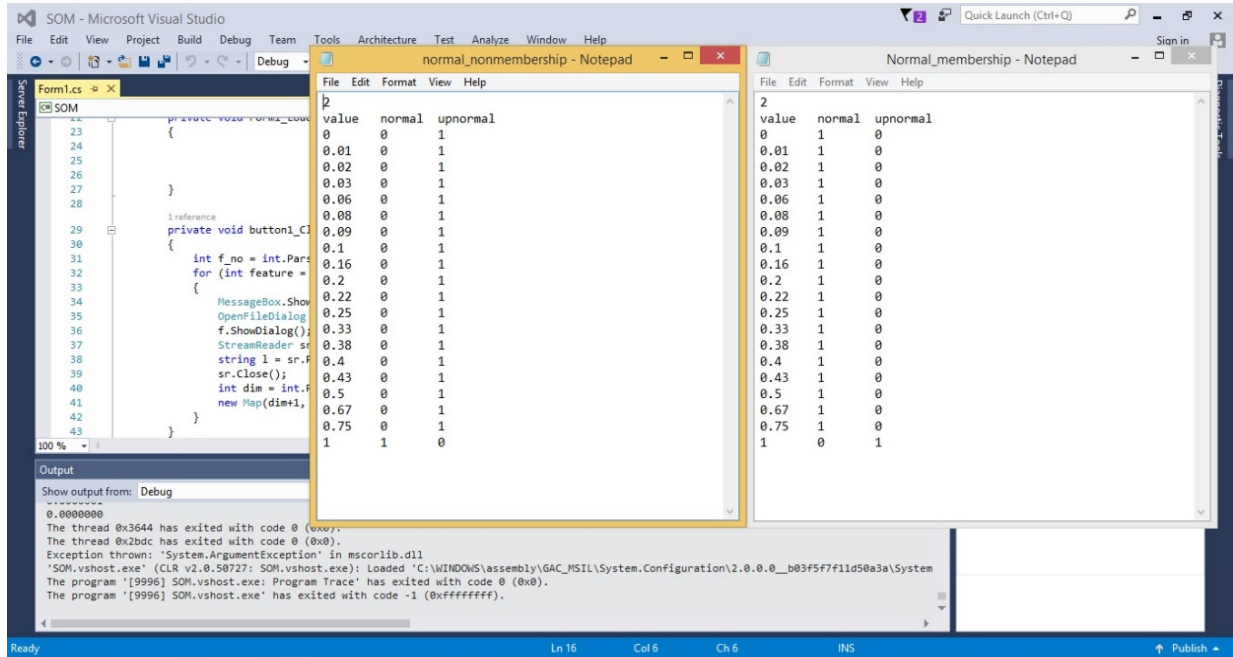 SOM - Microsoft Visual Studio
2
Quick Launch (Ctrl+Q)
File Edit View Project Build Debug Team Tools Architecture Test Analyze Window Help
Sign in
Debug
Server Explorer
Form1.cs
C# SOM
22
23 {
24
25
26
27 }
28
1 reference
29 private void button1_Cl
30 {
31 int f_no = int.Pars
32 for (int feature =
33 {
34 MessageBox.Show
35 OpenFileDialog
36 f.ShowDialog();
37 StreamReader sr
38 string l = sr.R
39 sr.Close();
40 int dim = int.P
41 new Map(dim+1,
42 }
43 }
100 %
normal_nonmembership - Notepad
File Edit Format View Help
2
value normal upnormal
0 0 1
0.01 0 1
0.02 0 1
0.03 0 1
0.06 0 1
0.08 0 1
0.09 0 1
0.1 0 1
0.16 0 1
0.2 0 1
0.22 0 1
0.25 0 1
0.33 0 1
0.38 0 1
0.4 0 1
0.43 0 1
0.5 0 1
0.67 0 1
0.75 0 1
1 1 0
Normal_membership - Notepad
File Edit Format View Help
2
value normal upnormal
0 1 0
0.01 1 0
0.02 1 0
0.03 1 0
0.06 1 0
0.08 1 0
0.09 1 0
0.1 1 0
0.16 1 0
0.2 1 0
0.22 1 0
0.25 1 0
0.33 1 0
0.38 1 0
0.4 1 0
0.43 1 0
0.5 1 0
0.67 1 0
0.75 1 0
1 0 1
Diagnostic Tools
Output
Show output from: Debug
0.0000000
The thread 0x3644 has exited with code 0 (0x0).
The thread 0x2bdc has exited with code 0 (0x0).
Exception thrown: 'System.ArgumentException' in mscorlib.dll
'SOM.vshost.exe' (CLR v2.0.50727: SOM.vshost.exe): Loaded 'C:\WINDOWS\assembly\GAC_MSIL\System.Configuration\2.0.0.0__b03f5f7f11d50a3a\System
The program '[9996] SOM.vshost.exe: Program Trace' has exited with code 0 (0x0).
The program '[9996] SOM.vshost.exe' has exited with code -1 (0xffffffff).
Ready Ln 16 Col 6 Ch 6 INS Publish